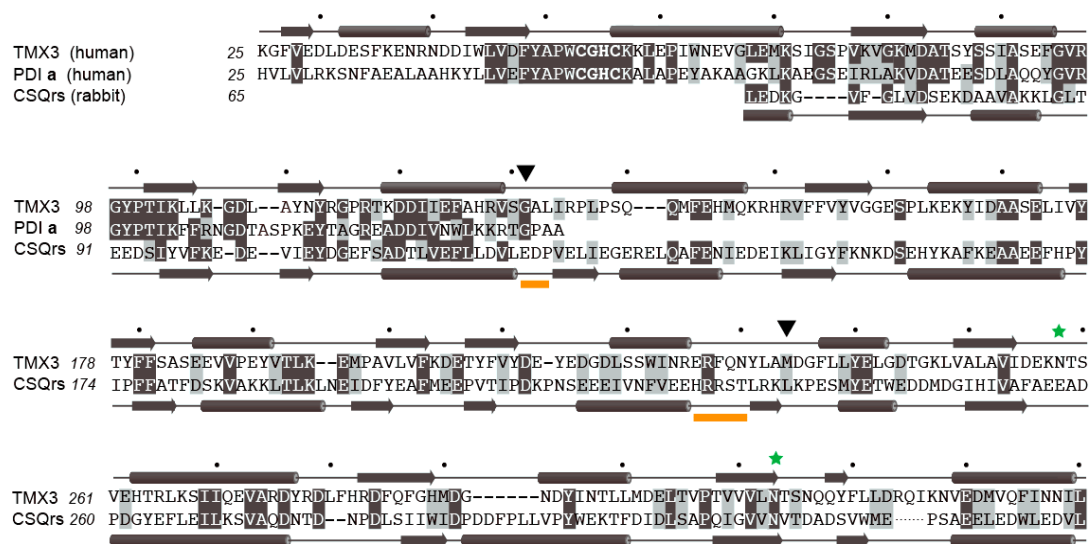 TMX3 (human) 25 KGFVEDLDESFKENRNDDIWLVDFYAPWCGHCKKLEPIWNEVGLEMKSIGSPVKVGKMDATSYSSIASEFGVR
PDI a (human) 25 HVLVLRKSNFAEALAAHKYLLVEFYAPWCGHCKALAPEYAKAAGKLKAEGSEIRLAKVDATEESDLAQQYGVR
CSQrs (rabbit) 65 LEDKG----VF-GLVDSEKDAAVAKKLGLT
TMX3 98 GYPTIKLLK-GDL-AYNYRGPRTKDDIIEFAHRVSGALIRPLPSQ---QMFEHMQKRHRVFFVYVGGESPLKEKYIDAASELIVY
PDI a 98 GYPTIKFFRNGDTASPKEYTAGREADDIVNWLKKRTGPAA
CSQrs 91 EEDSIYVFKE-DE--VIEYDGEFSADTLVEFLLDVLEDPVELIEGERELQAFENIEDEIKLIGYFKNKDSEHYKAFKEAAEEFHPY
TMX3 178 TYFFSASEEVVPEYVTLK--EMPAVLVFKDETYFVYDE-YEDGDLSSWINRERFQNYLAMDGFLLYELGDTGKLVALAVIDEKNTS
CSQrs 174 IPFFATFDSKVAKKLTLKLNEIDFYEAFMEEPVTIPDKPNSEEEIVNFVEEHRRSTLRKLKPESMYETWEDDMDGIHIVAFAEEAD
TMX3 261 VEHTRLKSIIQEVARDYRDLFHRDFQFGHMDG------NDYINTLLMDELTVPTVVVLNTSNQQYFLLDRQIKNVEDMVQFINNIL
CSQrs 260 PDGYEFLEILKSVAQDNTD--NPDLSIIWIDPDDFPLLVPYWEKTFDIDLSAPQIGVVNVTDADSVWME······PSAEELEDWLEDVL